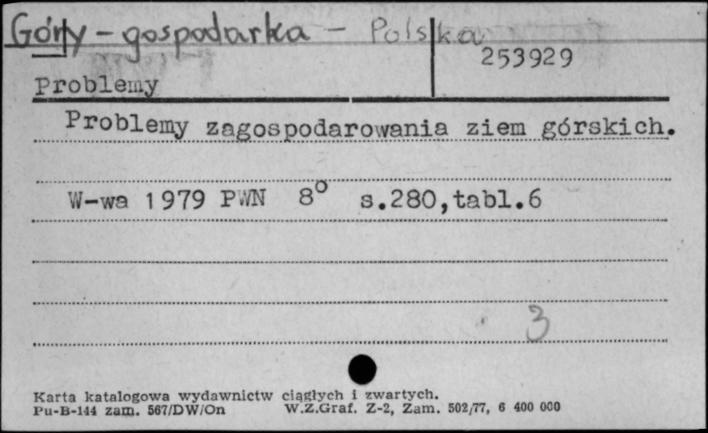 Góry - gospodarka - Polska
253929
Problemy
Problemy zagospodarowania ziem górskich.
W-wa 1979 PWN 8° s.280,tabl.6
3
Karta katalogowa wydawnictw ciągłych i zwartych.
Pu-B-144 zam. 567/DW/On W.Z.Graf. Z-2, Zam. 502/77, 6 400 000